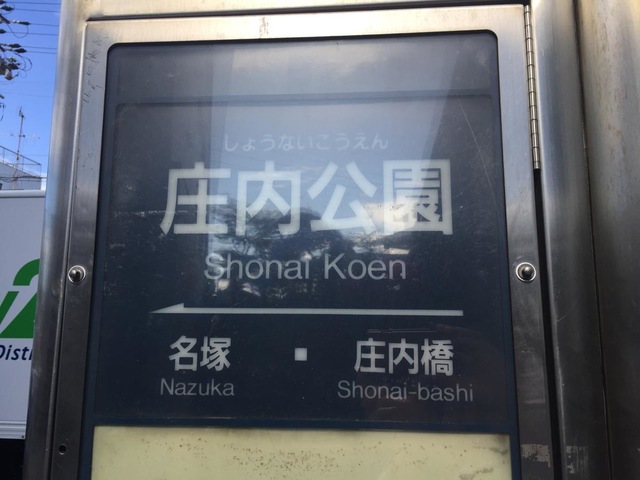 しょうないこうえん
庄内公園
Shonai Koen
名塚 ■ 庄内橋
Nazuka Shonai-bashi
Distri